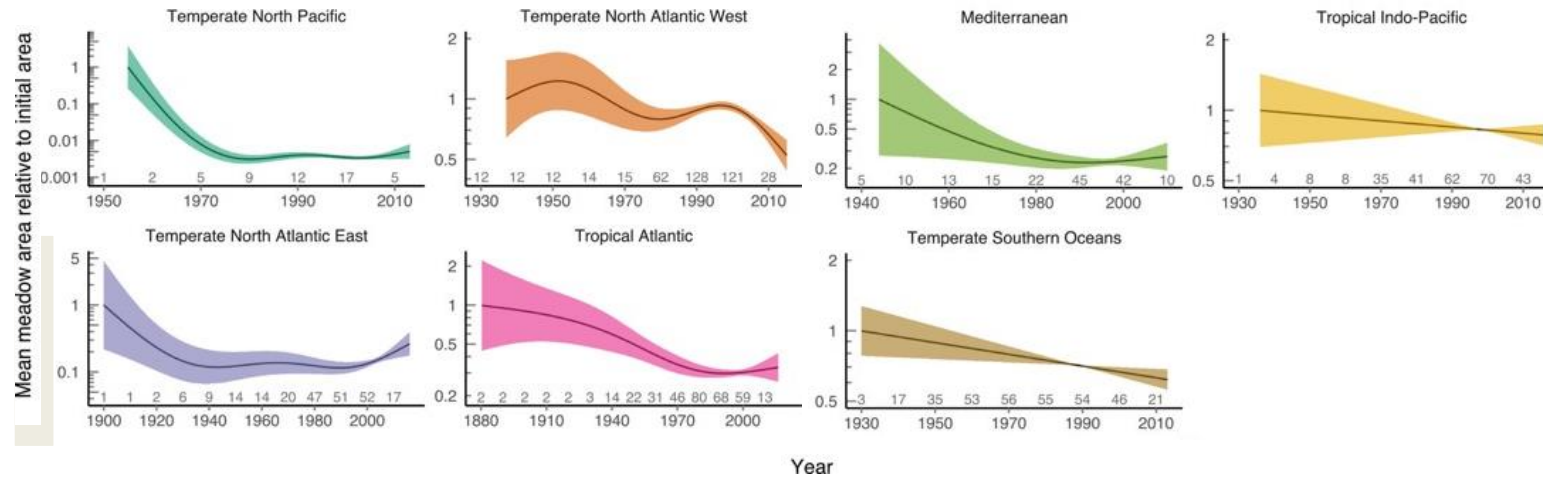 Temperate North Pacific
Temperate North Atlantic West
Mediterranean
Tropical Indo-Pacific
Mean meadow area relative to initial area
1
0.1
0.01
0.001
1 2 5 9 12 17 5
1950 1970 1990 2010
2
1
0.5
12 12 12 14 15 62 128 121 28
1930 1950 1970 1990 2010
2
1
0.5
0.2
5 10 13 15 22 45 42 10
1940 1960 1980 2000
2
1
0.5
1 4 8 8 35 41 62 70 43
1930 1950 1970 1990 2010
Temperate North Atlantic East
Tropical Atlantic
Temperate Southern Oceans
5
1
0.1
1 1 2 6 9 14 14 20 47 51 52 17
1900 1920 1940 1960 1980 2000
2
1
0.5
0.2
2 2 2 2 2 3 14 22 31 46 80 68 59 13
1880 1910 1940 1970 2000
2
1
0.5
3 17 35 53 56 55 54 46 21
1930 1950 1970 1990 2010
Year